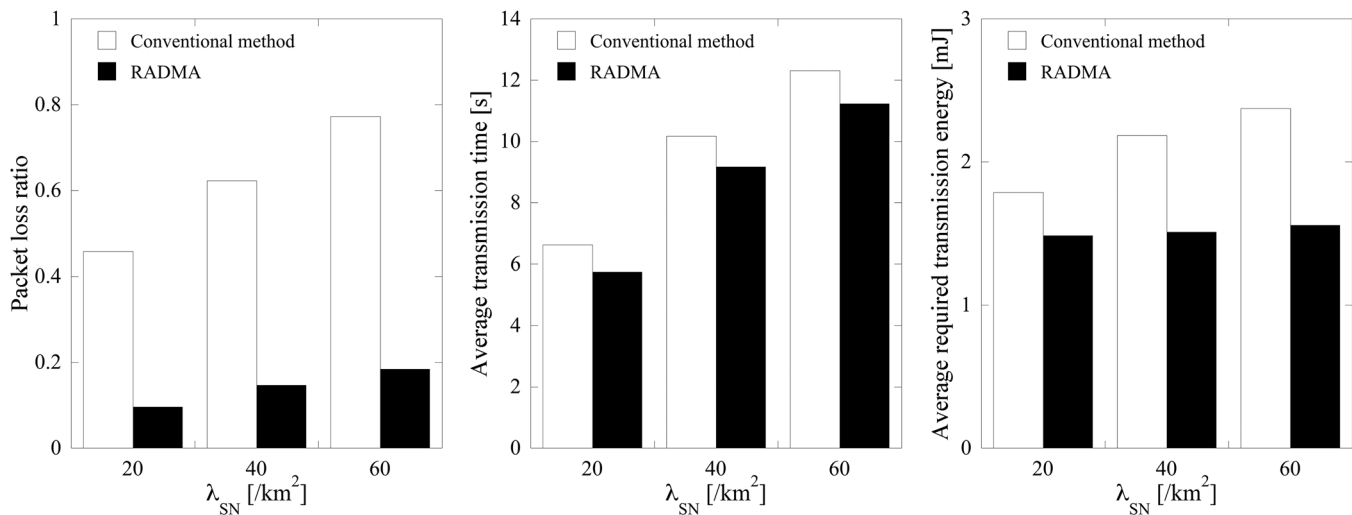 Packet loss ratio
1
0.8
0.6
0.4
0.2
0
Conventional method
RADMA
20 40 60
λSN [/km²]
Average transmission time [s]
14
12
10
8
6
4
2
0
Conventional method
RADMA
20 40 60
λSN [/km²]
Average required transmission energy [mJ]
3
2
1
0
Conventional method
RADMA
20 40 60
λSN [/km²]